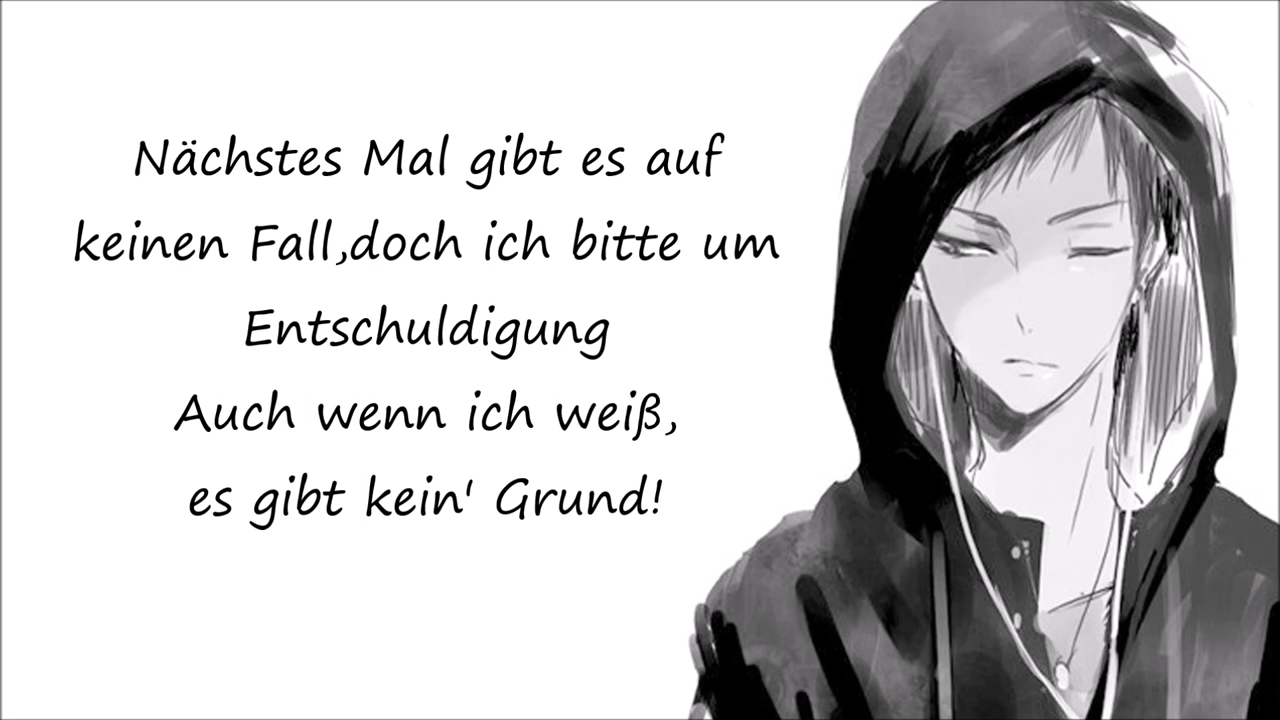 Nächstes Mal gibt es auf
keinen Fall,doch ich bitte um
Entschuldigung
Auch wenn ich weiß,
es gibt kein' Grund!